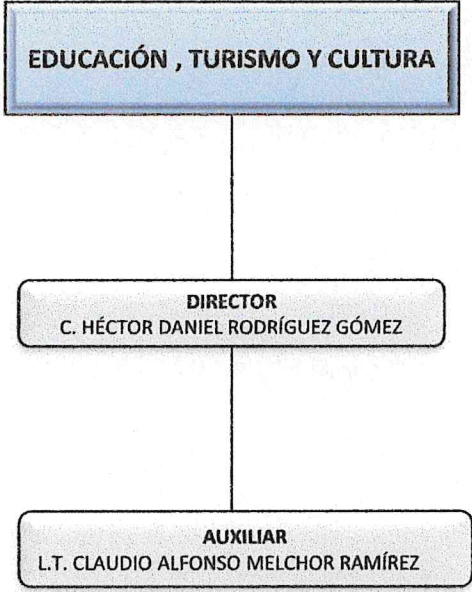 EDUCACIÓN , TURISMO Y CULTURA
DIRECTOR
C. HÉCTOR DANIEL RODRÍGUEZ GÓMEZ
AUXILIAR
L.T. CLAUDIO ALFONSO MELCHOR RAMÍREZ